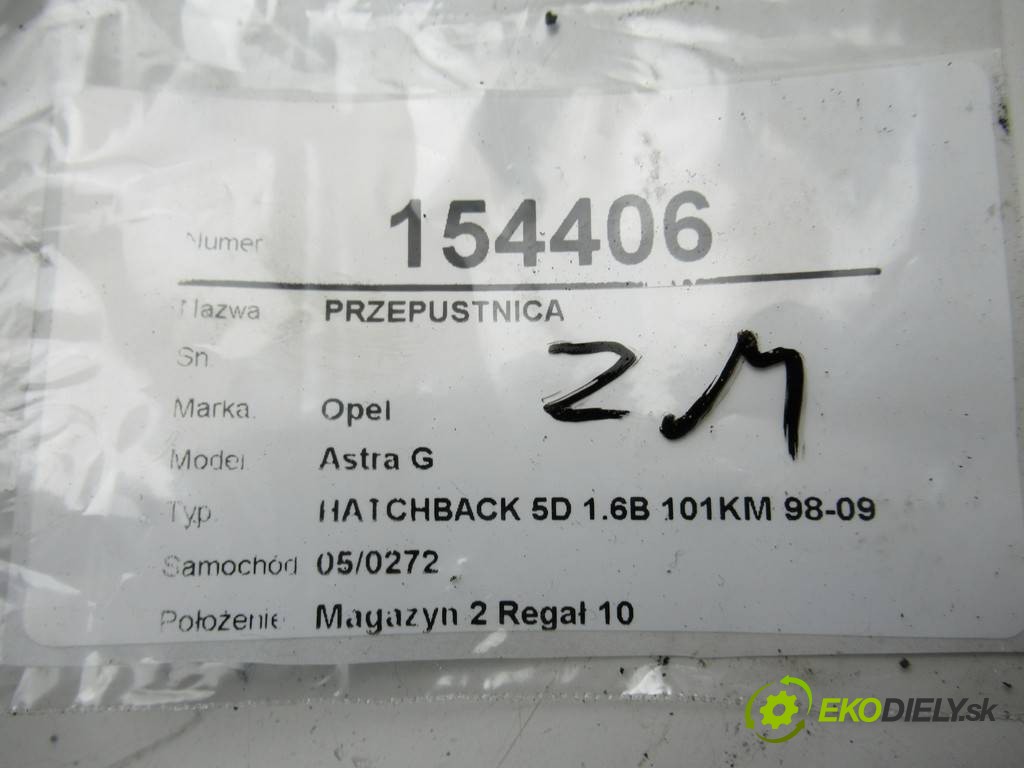 Numer 154406
Nazwa PRZEPUSTNICA
Sn
ZM
Marka Opel
Model Astra G
Typ HATCHBACK 5D 1.6B 101KM 98-09
Samochód 05/0272
Położenie Magazyn 2 Regał 10
EKODIELY.sk